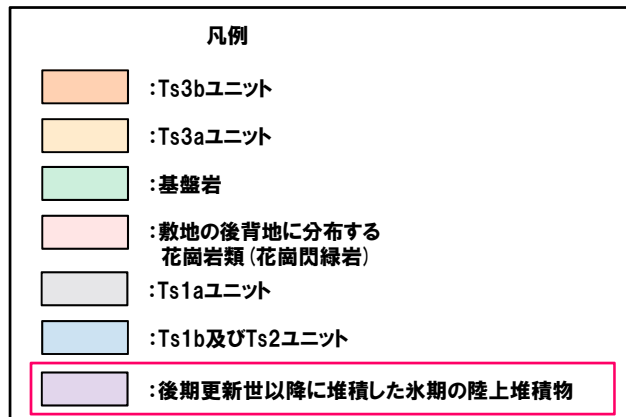 凡例
:Ts3bユニット
:Ts3aユニット
:基盤岩
:敷地の後背地に分布する
花崗岩類(花崗閃緑岩)
:Ts1aユニット
:Ts1b及びTs2ユニット
:後期更新世以降に堆積した氷期の陸上堆積物